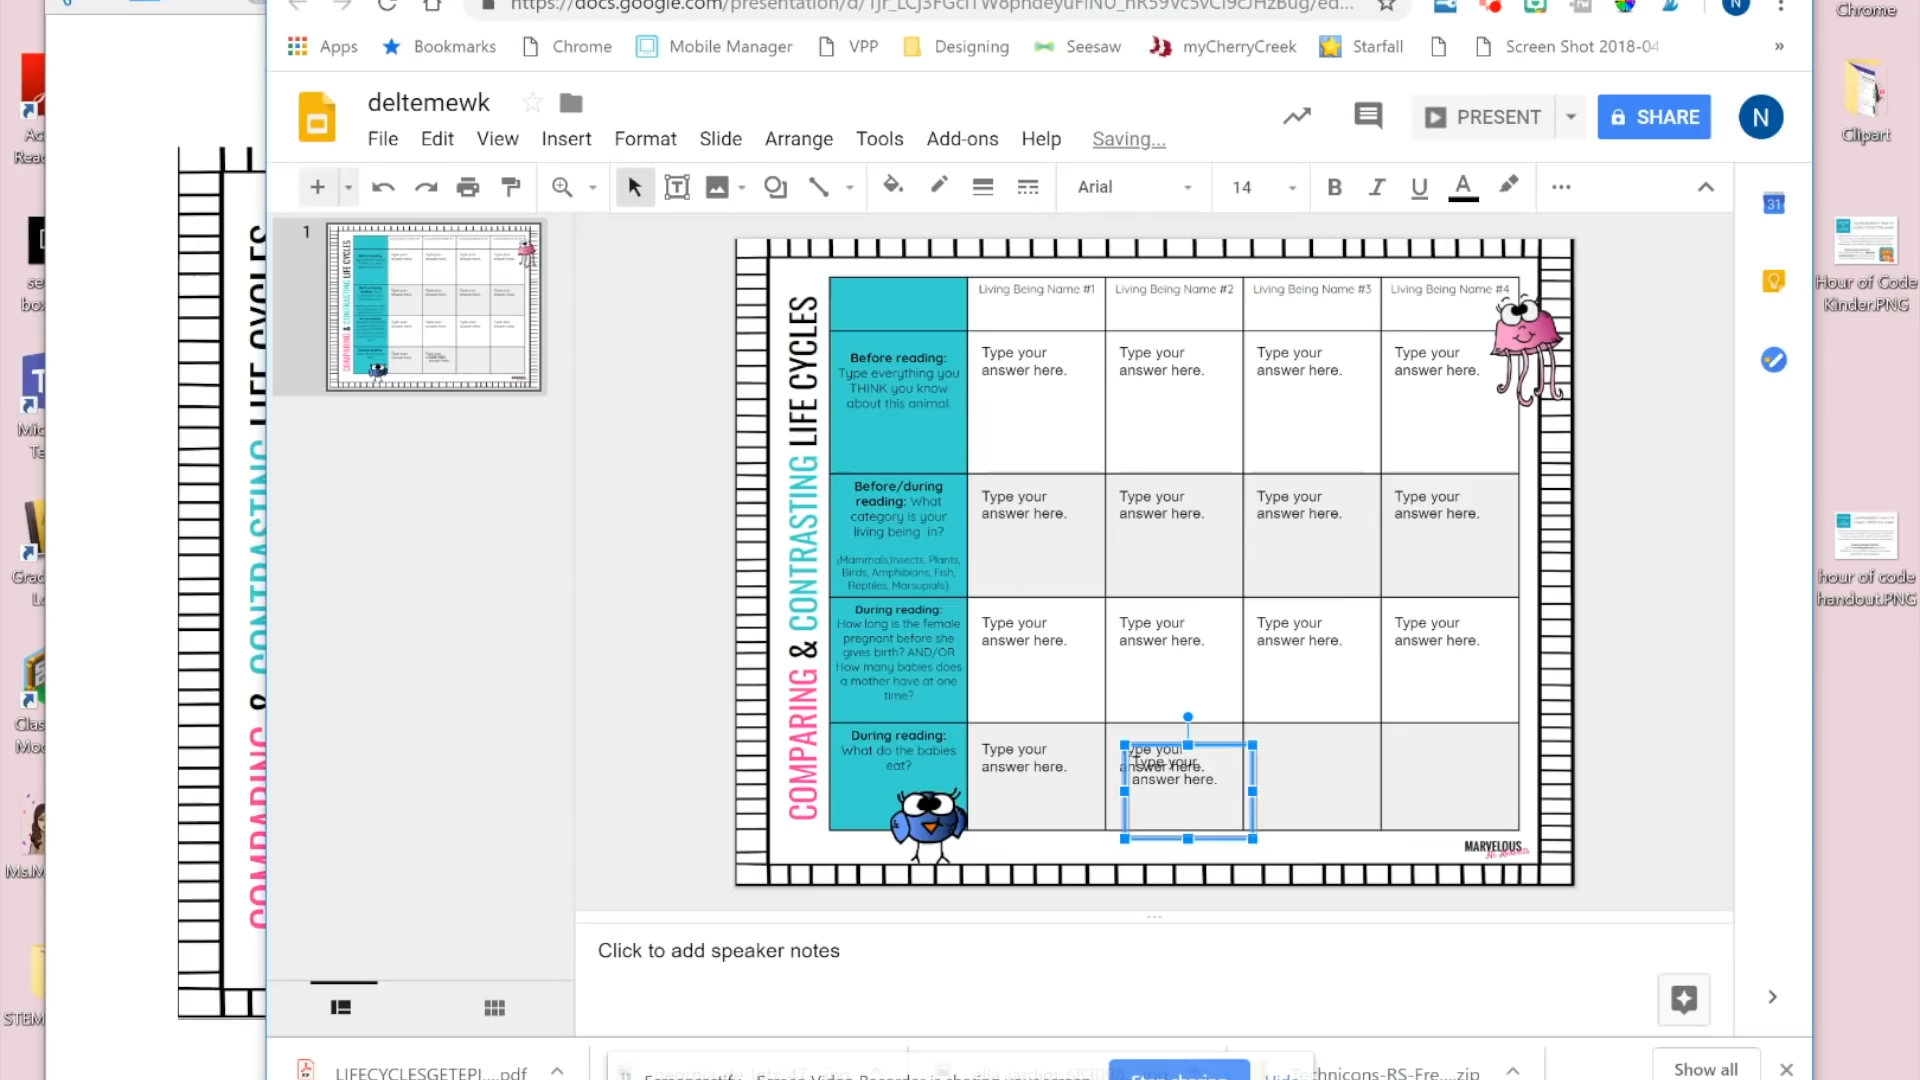 Chrome
Apps
Bookmarks
Chrome
Mobile Manager
VPP
Designing
Seesaw
myCherryCreek
Starfall
Screen Shot 2018-04
»
deltemewk
File Edit View Insert Format Slide Arrange Tools Add-ons Help Saving...
PRESENT
SHARE
N
Arial
14
B I U A
31
1
COMPARING & CONTRASTING LIFE CYCLES
Living Being Name #1
Living Being Name #2
Living Being Name #3
Living Being Name #4
Before reading:
Type everything you
THINK you know
about this animal.
Type your
answer here.
Type your
answer here.
Type your
answer here.
Type your
answer here.
Before/during
reading: What
category is your
living being in?
(Mammals,Insects, Plants,
Birds, Amphibians, Fish,
Reptiles, Marsupials)
Type your
answer here.
Type your
answer here.
Type your
answer here.
Type your
answer here.
During reading:
How long is the female
pregnant before she
gives birth? AND/OR
How many babies does
a mother have at one
time?
Type your
answer here.
Type your
answer here.
Type your
answer here.
Type your
answer here.
During reading:
What do the babies
eat?
Type your
answer here.
Type your
answer here.
MARVELOUS
Click to add speaker notes
Clipart
Hour of Code
Kinder.PNG
hour of code
handout.PNG
LIFECYCLESGETEPI....pdf
Show all